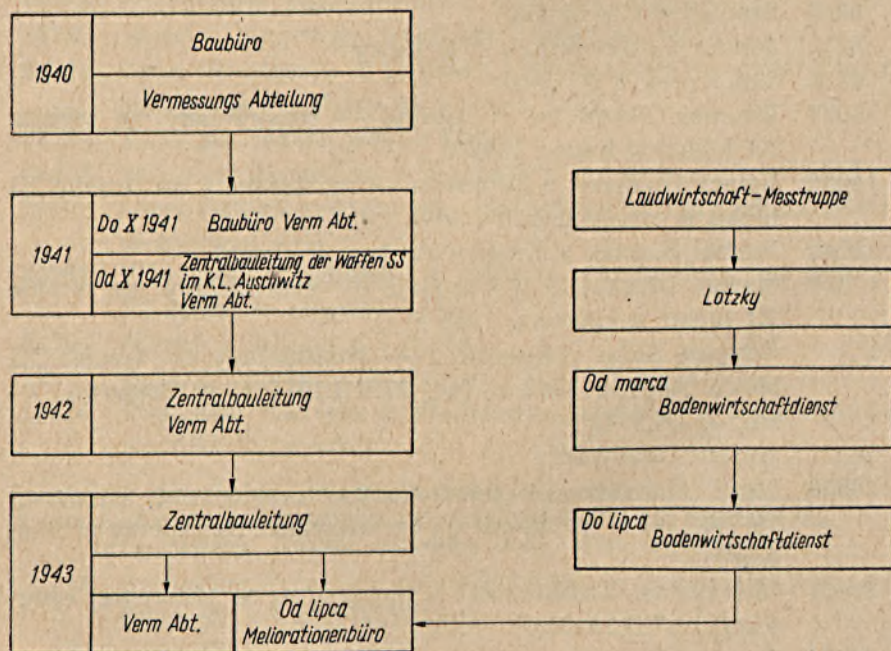 1940
Baubüro
Vermessungs Abteilung
1941
Do X 1941 Baubüro Verm Abt.
Od X 1941 Zentralbauleitung der Waffen SS
im K.L. Auschwitz
Verm Abt.
1942
Zentralbauleitung
Verm Abt.
1943
Zentralbauleitung
Verm Abt.
Od lipca
Meliorationenbüro
Laudwirtschaft-Messtruppe
Lotzky
Od marca
Bodenwirtschaftdienst
Do lipca
Bodenwirtschaftdienst